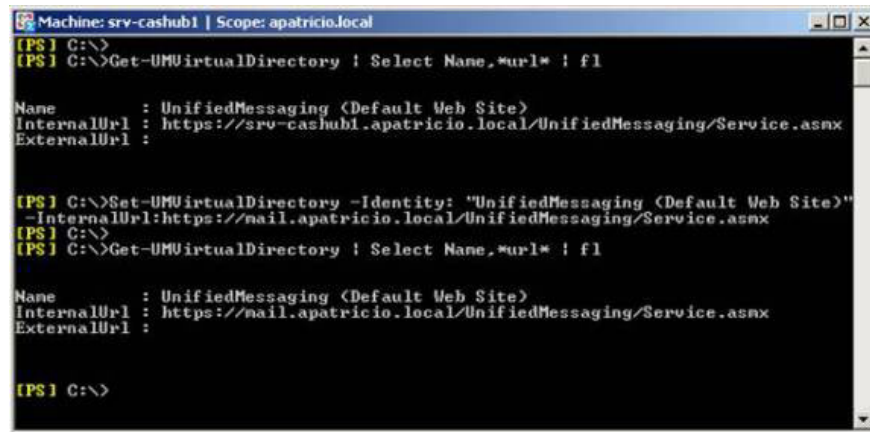 Machine: srv-cashub1 | Scope: apatricio.local
[PS] C:\>
[PS] C:\>Get-UMVirtualDirectory | Select Name,*url* | fl
Name : UnifiedMessaging (Default Web Site)
InternalUrl : https://srv-cashub1.apatricio.local/UnifiedMessaging/Service.asmx
ExternalUrl :
[PS] C:\>Set-UMVirtualDirectory -Identity: "UnifiedMessaging (Default Web Site)"
-InternalUrl:https://mail.apatricio.local/UnifiedMessaging/Service.asmx
[PS] C:\>
[PS] C:\>Get-UMVirtualDirectory | Select Name,*url* | fl
Name : UnifiedMessaging (Default Web Site)
InternalUrl : https://mail.apatricio.local/UnifiedMessaging/Service.asmx
ExternalUrl :
[PS] C:\>